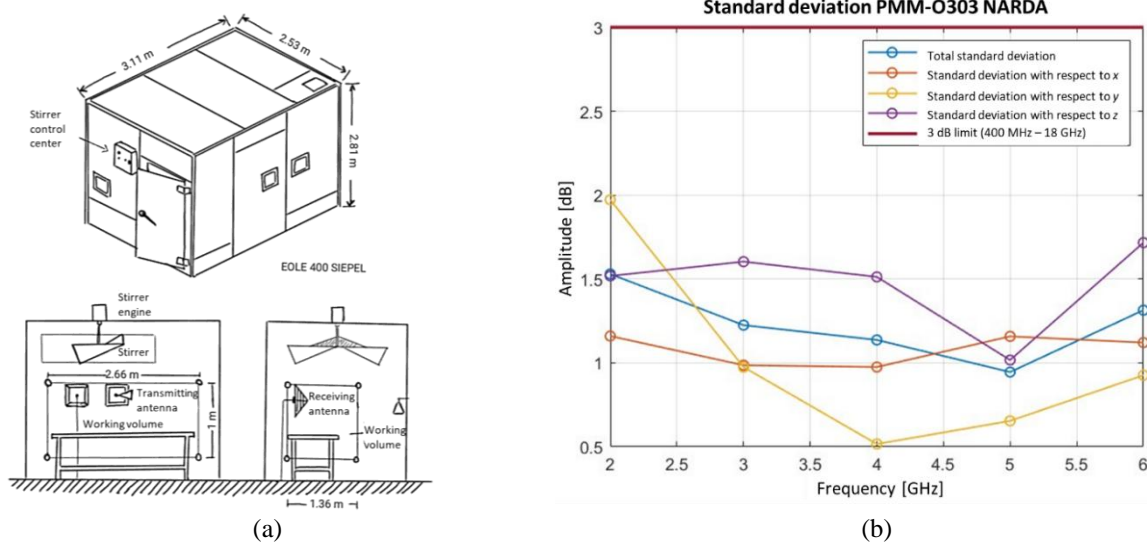 3.11 m
2.53 m
2.81 m
Stirrer
control
center
EOLE 400 SIEPEL
Stirrer
engine
Stirrer
2.66 m
Transmitting
antenna
Working volume
1 m
Receiving
antenna
Working
volume
1.36 m
(a)
Standard deviation PMM-O303 NARDA
Total standard deviation
Standard deviation with respect to x
Standard deviation with respect to y
Standard deviation with respect to z
3 dB limit (400 MHz – 18 GHz)
Amplitude [dB]
3
2.5
2
1.5
1
0.5
2 2.5 3 3.5 4 4.5 5 5.5 6
Frequency [GHz]
(b)